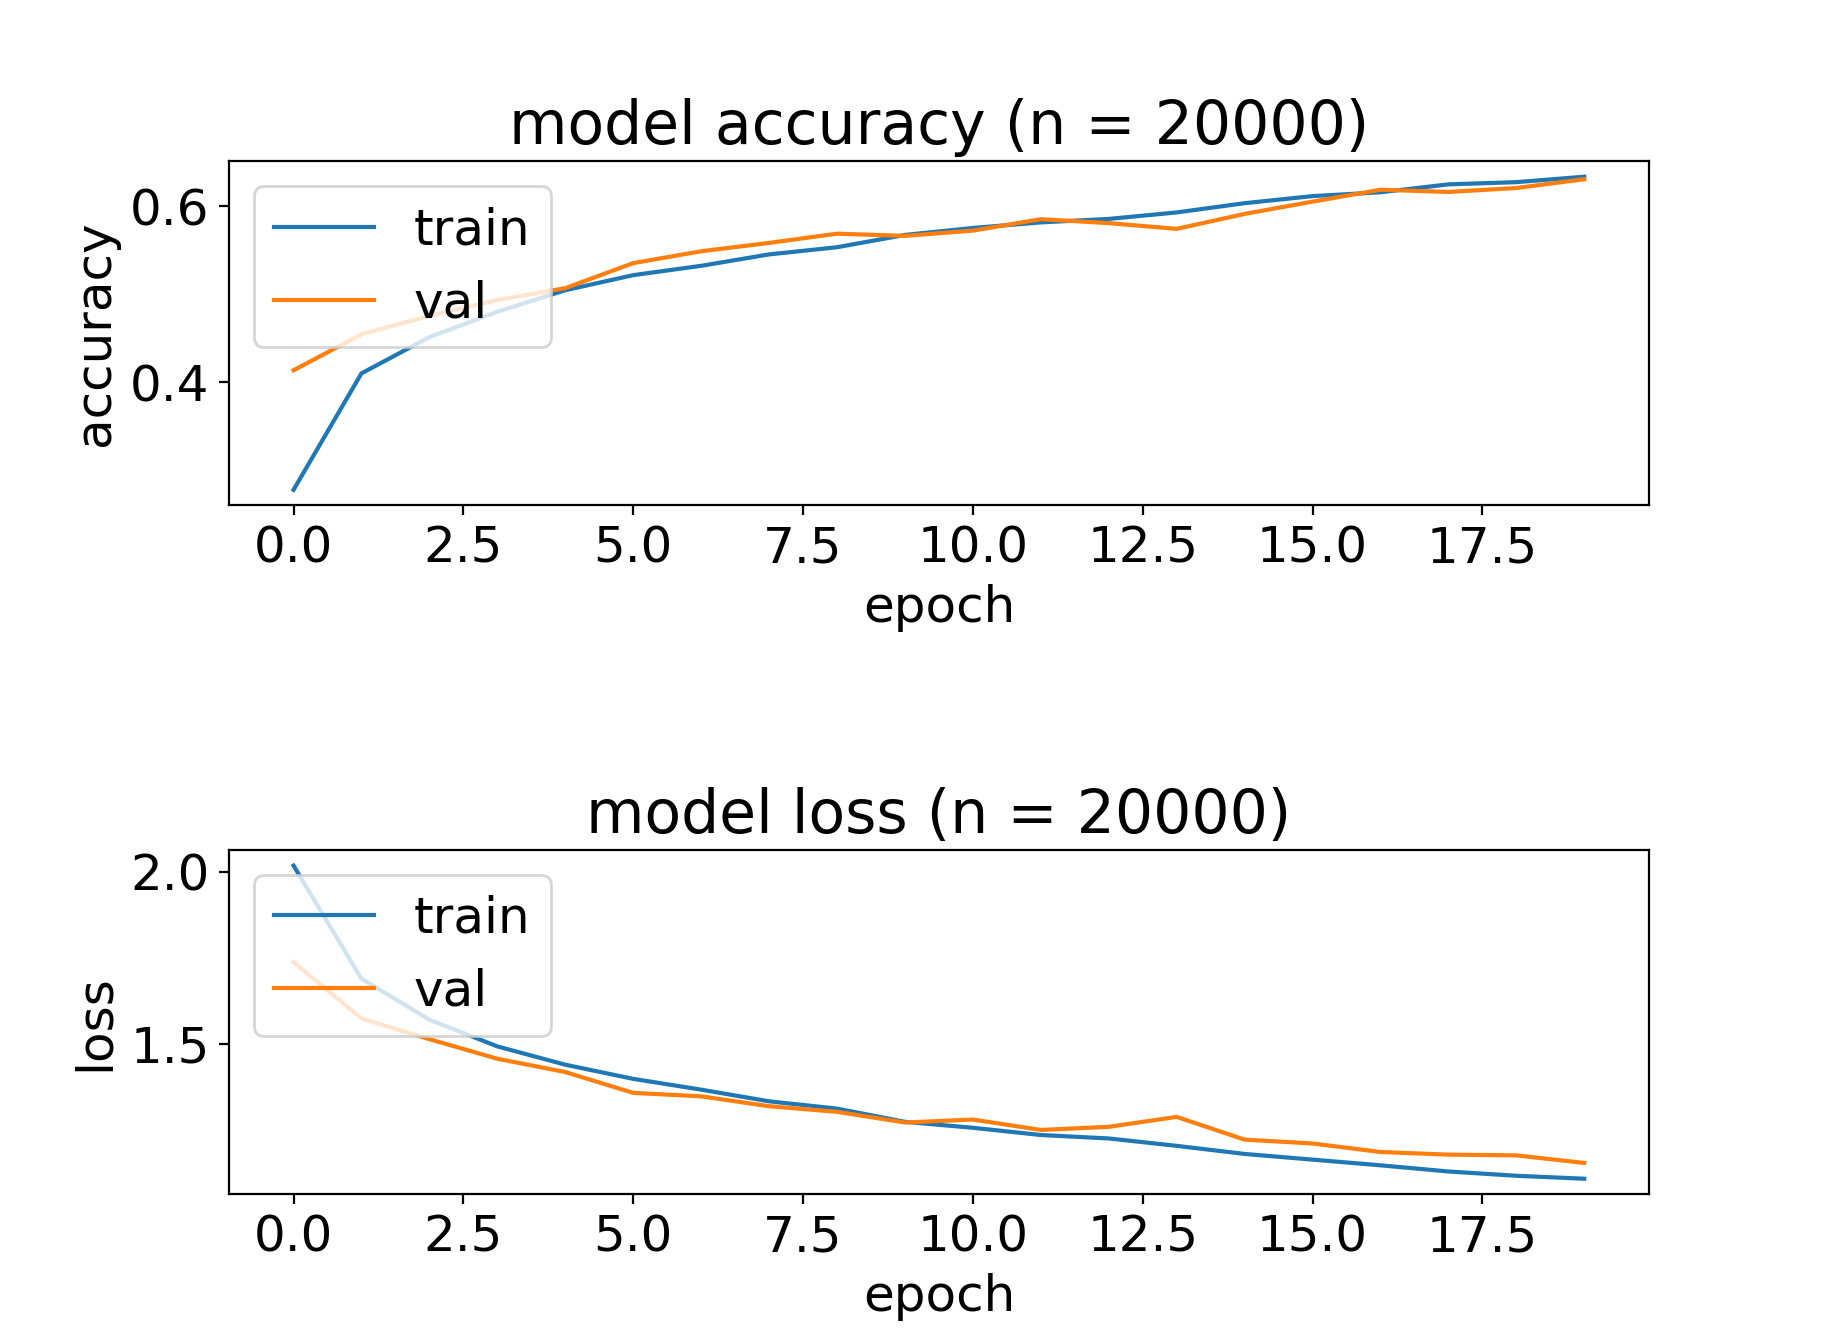 model accuracy (n = 20000)
accuracy
0.6
0.4
train
val
0.0 2.5 5.0 7.5 10.0 12.5 15.0 17.5
epoch
model loss (n = 20000)
loss
2.0
1.5
train
val
0.0 2.5 5.0 7.5 10.0 12.5 15.0 17.5
epoch